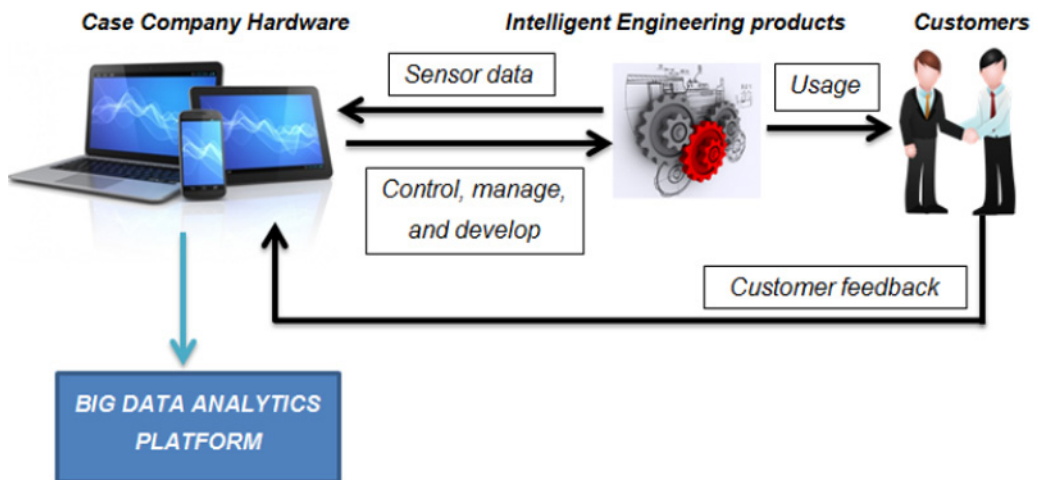 Case Company Hardware
Intelligent Engineering products
Customers
Sensor data
Usage
Control, manage,
and develop
Customer feedback
BIG DATA ANALYTICS
PLATFORM